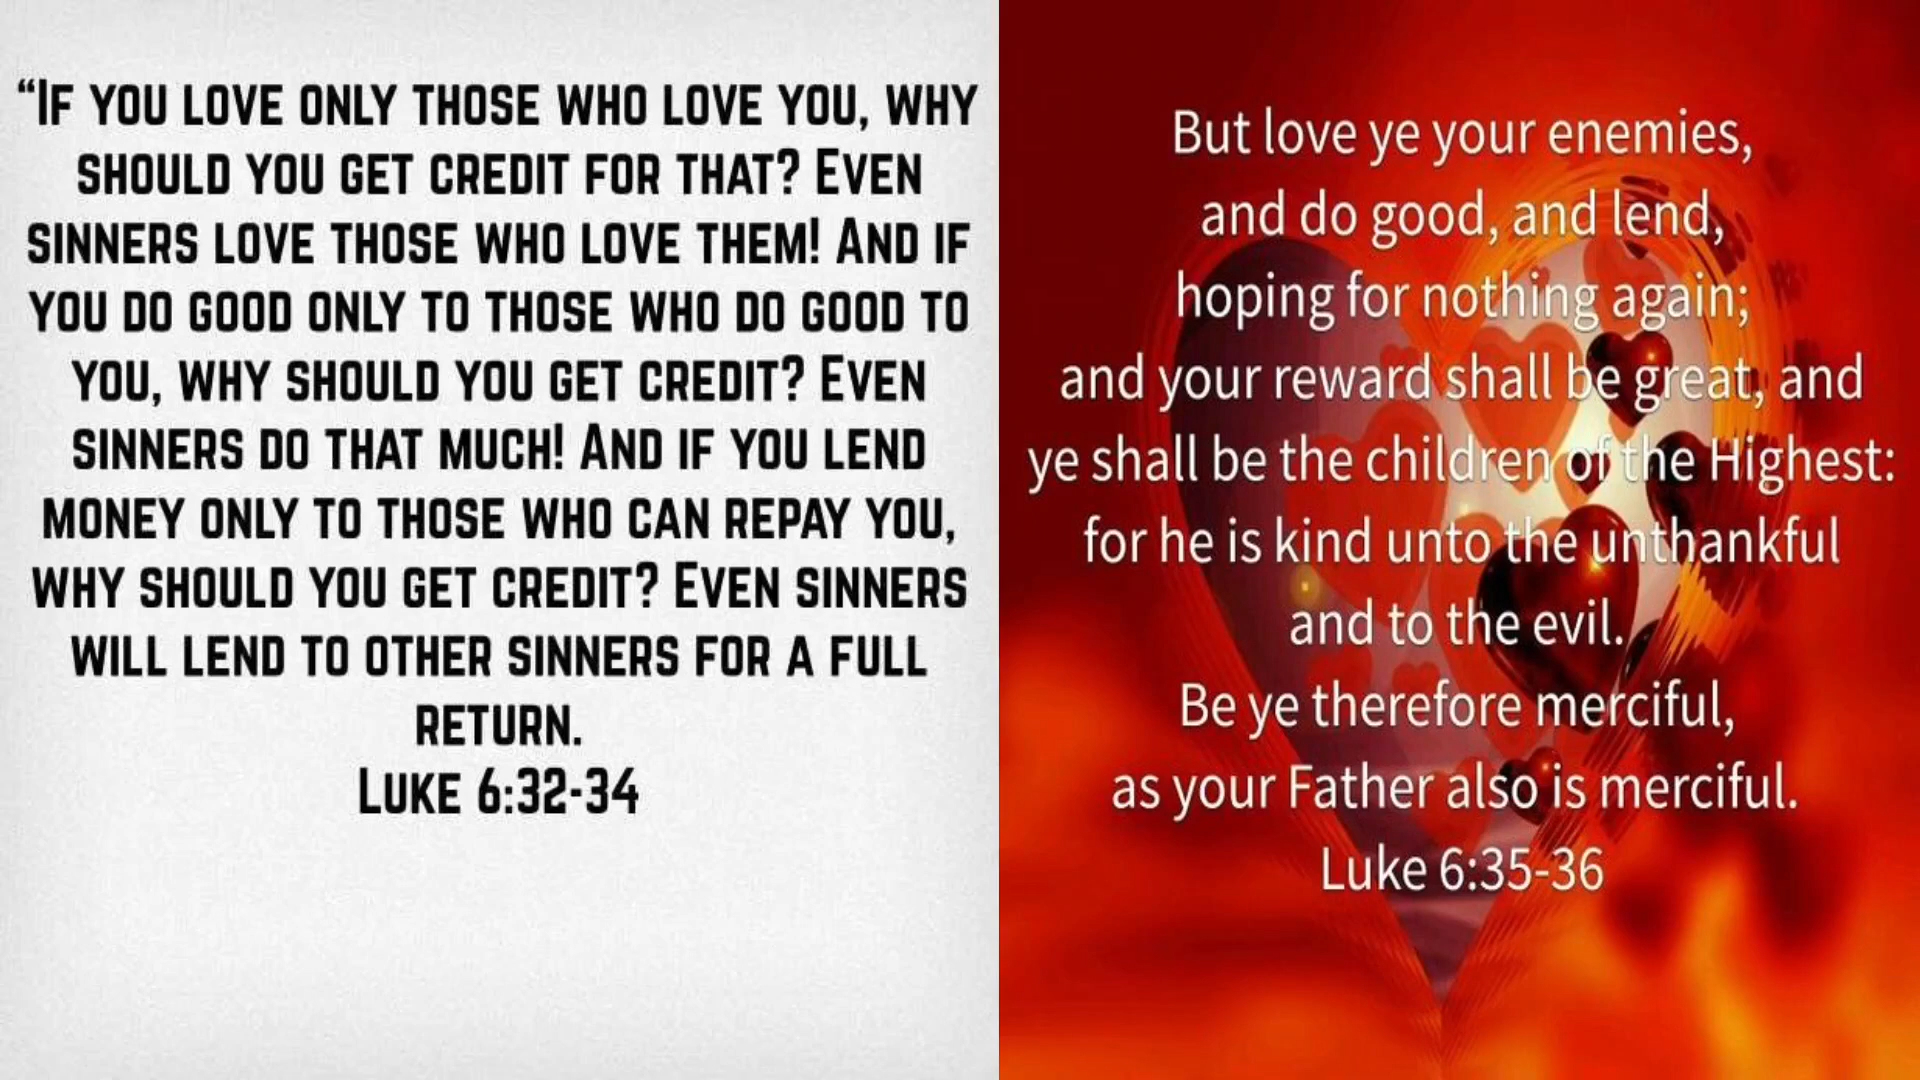 “If you love only those who love you, why
should you get credit for that? Even
sinners love those who love them! And if
you do good only to those who do good to
you, why should you get credit? Even
sinners do that much! And if you lend
money only to those who can repay you,
why should you get credit? Even sinners
will lend to other sinners for a full
return.
Luke 6:32-34
But love ye your enemies,
and do good, and lend,
hoping for nothing again;
and your reward shall be great, and
ye shall be the children of the Highest:
for he is kind unto the unthankful
and to the evil.
Be ye therefore merciful,
as your Father also is merciful.
Luke 6:35-36